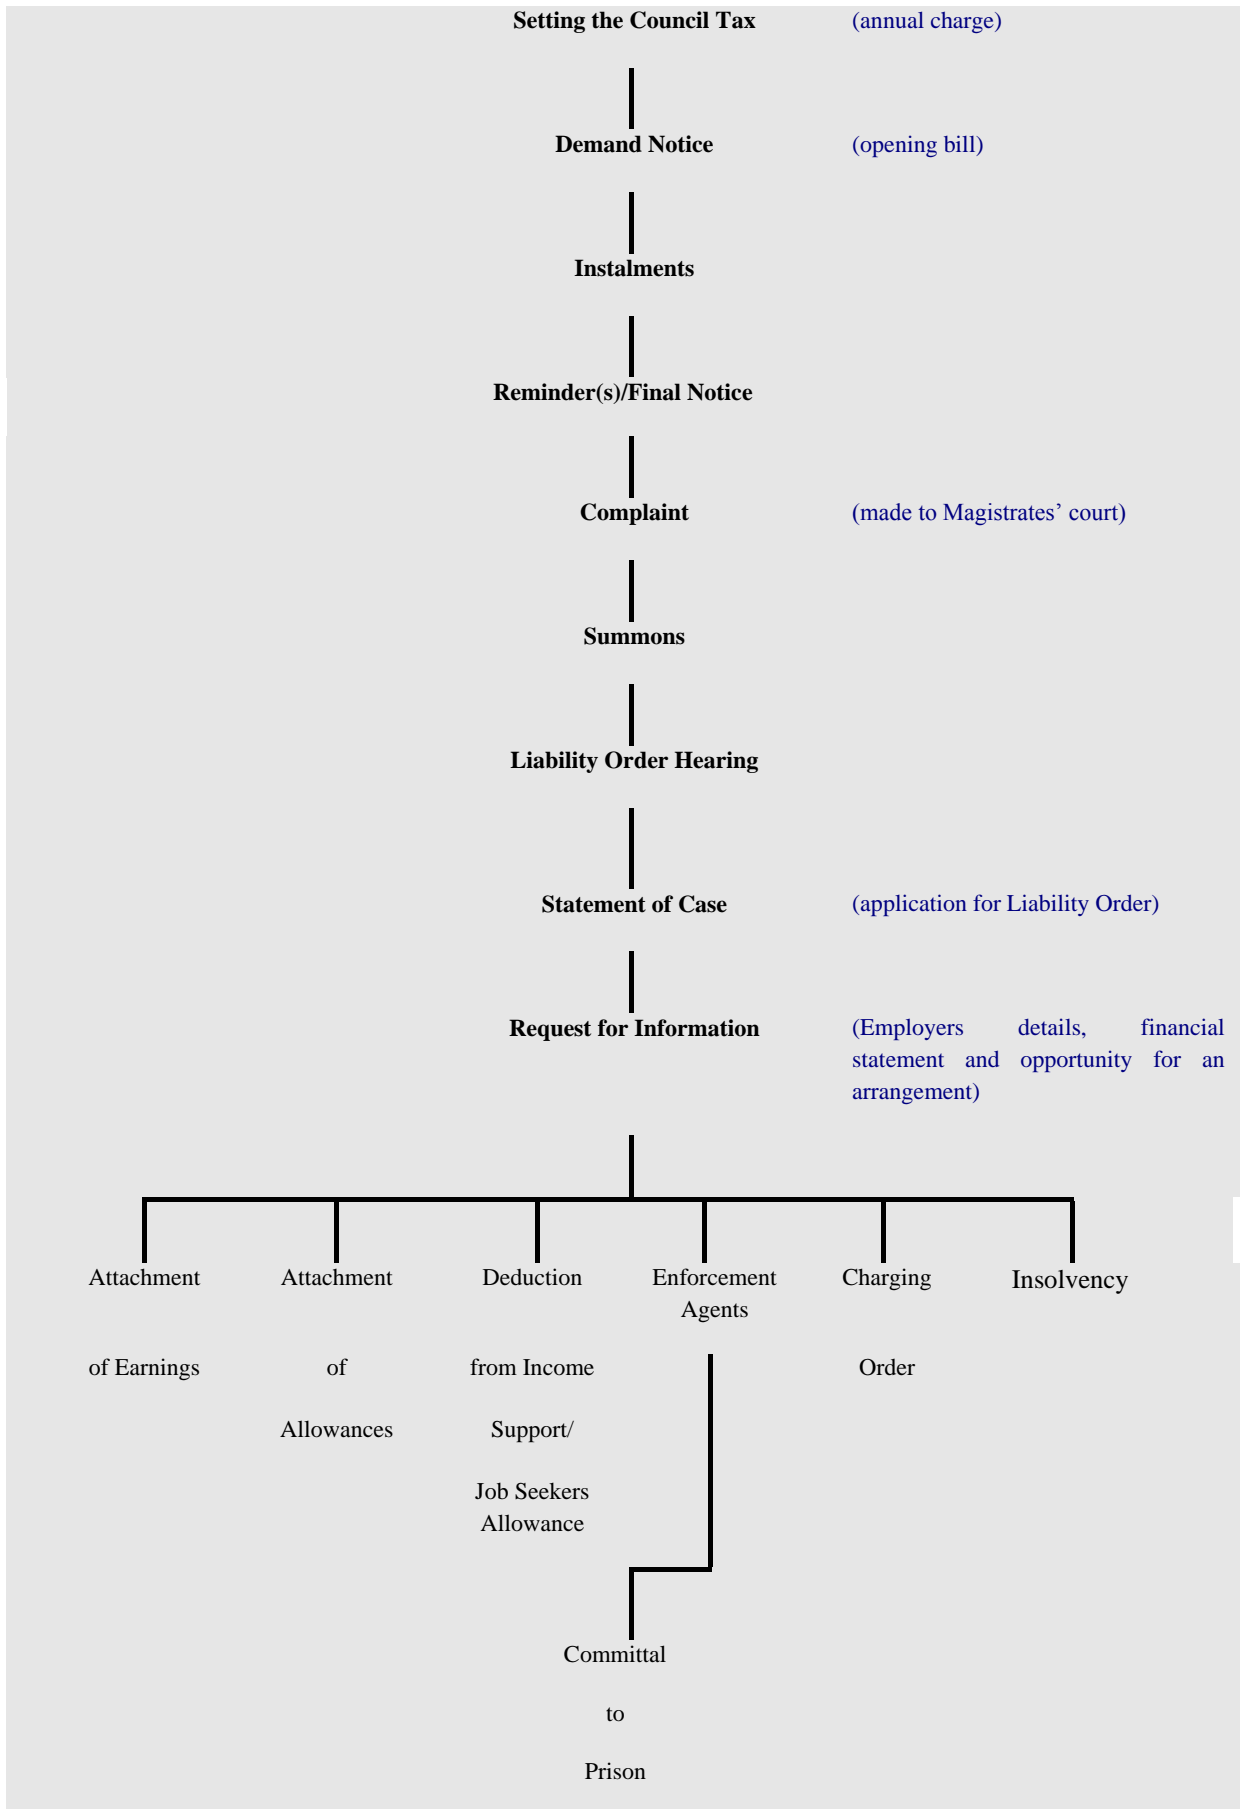 Setting the Council Tax (annual charge)
Demand Notice (opening bill)
Instalments
Reminder(s)/Final Notice
Complaint (made to Magistrates’ court)
Summons
Liability Order Hearing
Statement of Case (application for Liability Order)
Request for Information (Employers details, financial
statement and opportunity for an
arrangement)
Attachment
of Earnings
Attachment
of
Allowances
Deduction
from Income
Support/
Job Seekers
Allowance
Enforcement
Agents
Charging
Order
Insolvency
Committal
to
Prison